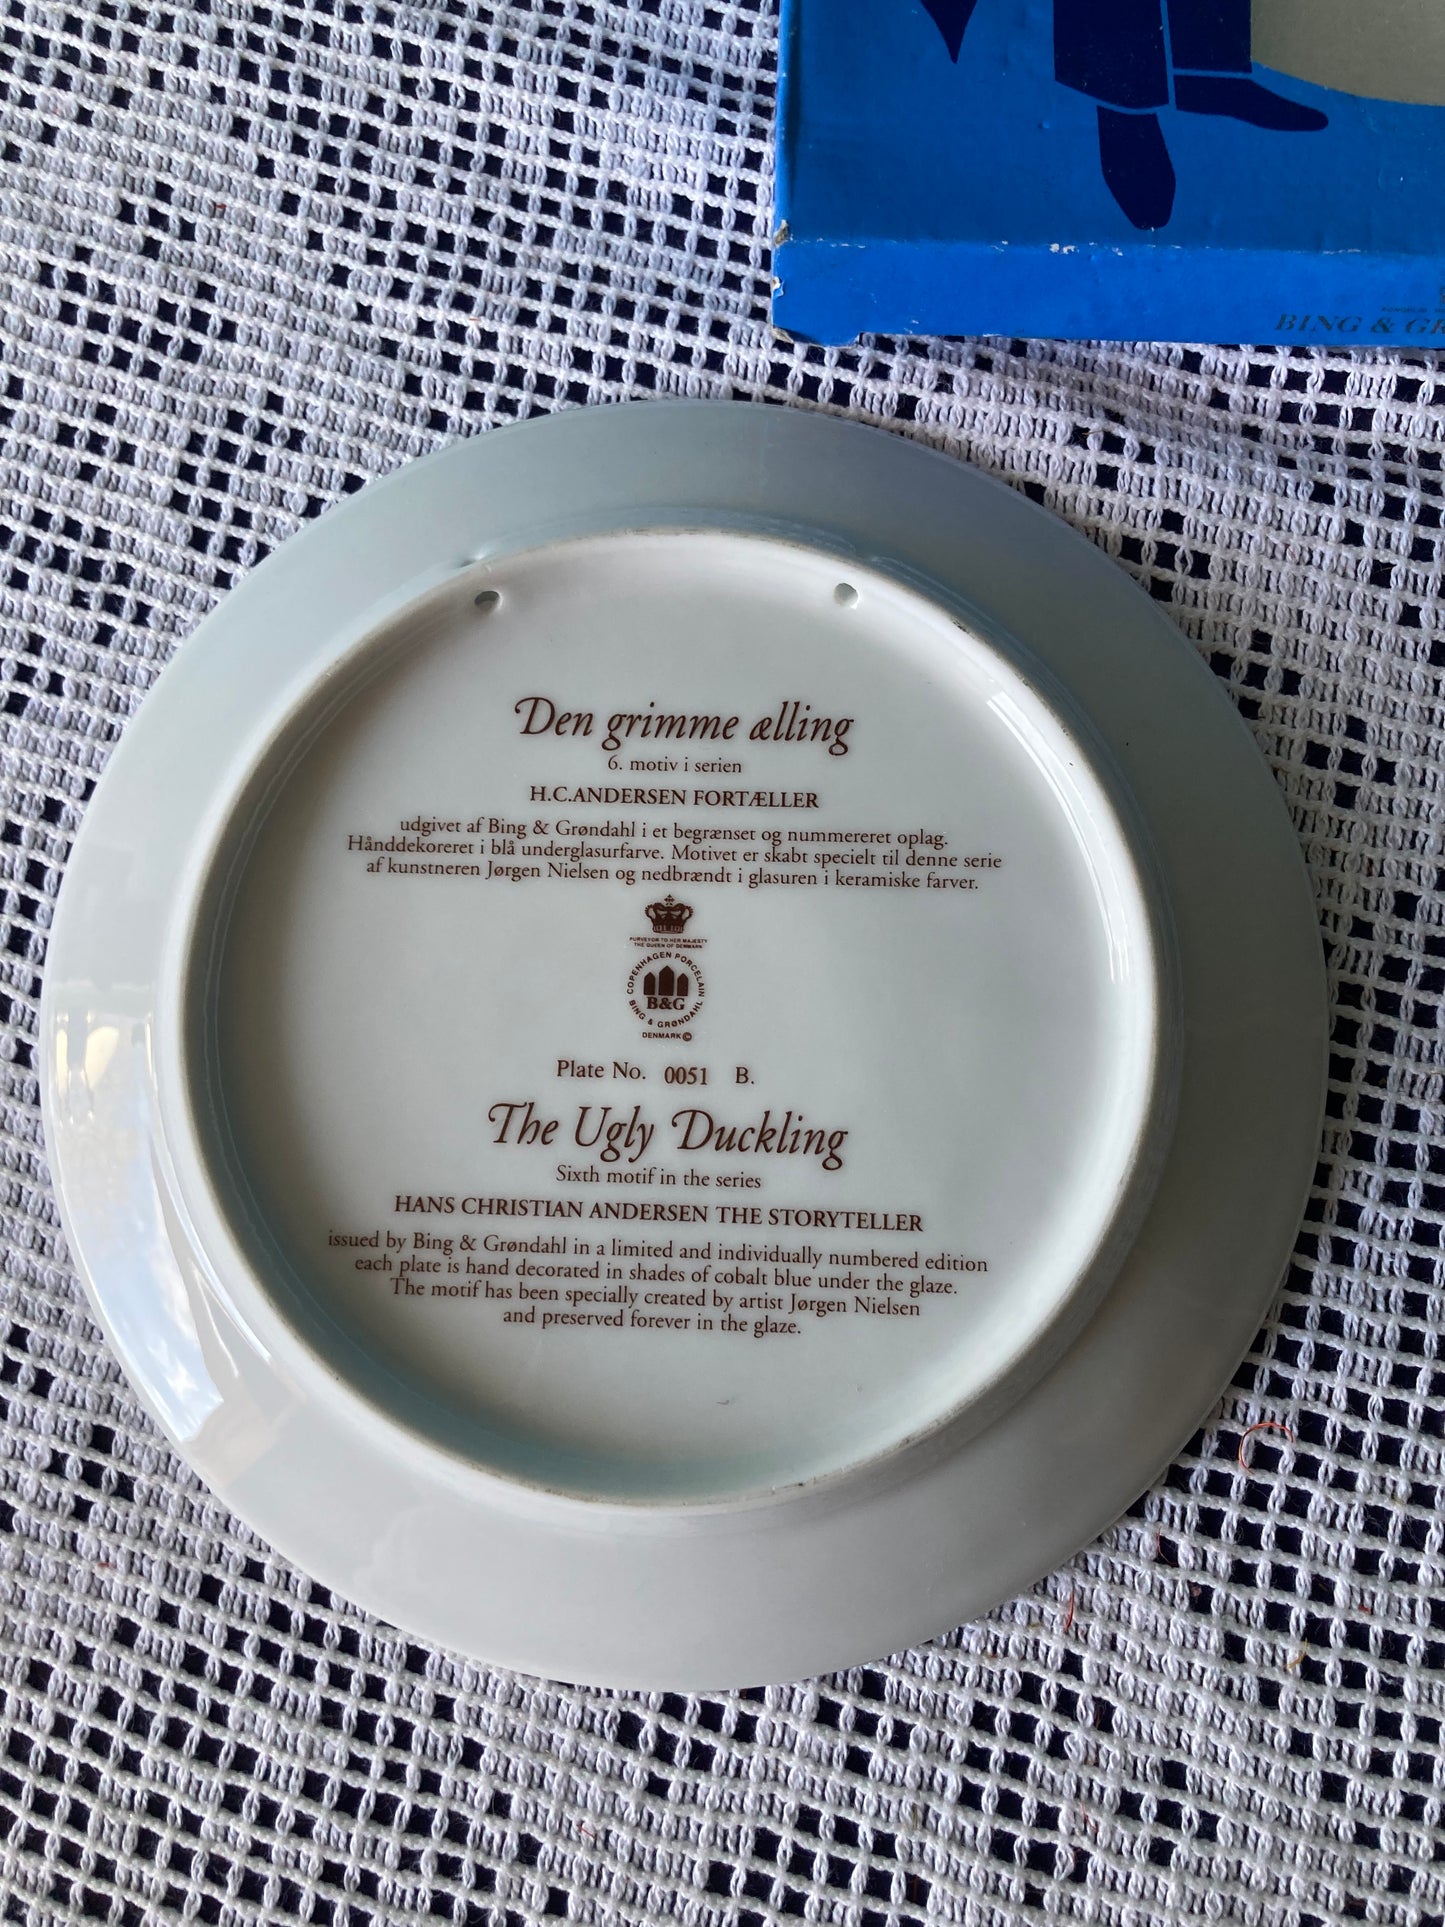 BING & GR
Den grimme ælling
6. motiv i serien
H.C.ANDERSEN FORTÆLLER
udgivet af Bing & Grøndahl i et begrænset og nummereret oplag.
Hånddekoreret i blå underglasurfarve. Motivet er skabt specielt til denne serie
af kunstneren Jørgen Nielsen og nedbrændt i glasuren i keramiske farver.
PURVEYOR TO HER MAJESTY
THE QUEEN OF DENMARK
COPENHAGEN PORCELAIN
B&G
BING & GRØNDAHL
DENMARK
Plate No. 0051 B.
The Ugly Duckling
Sixth motif in the series
HANS CHRISTIAN ANDERSEN THE STORYTELLER
issued by Bing & Grøndahl in a limited and individually numbered edition
each plate is hand decorated in shades of cobalt blue under the glaze.
The motif has been specially created by artist Jørgen Nielsen
and preserved forever in the glaze.